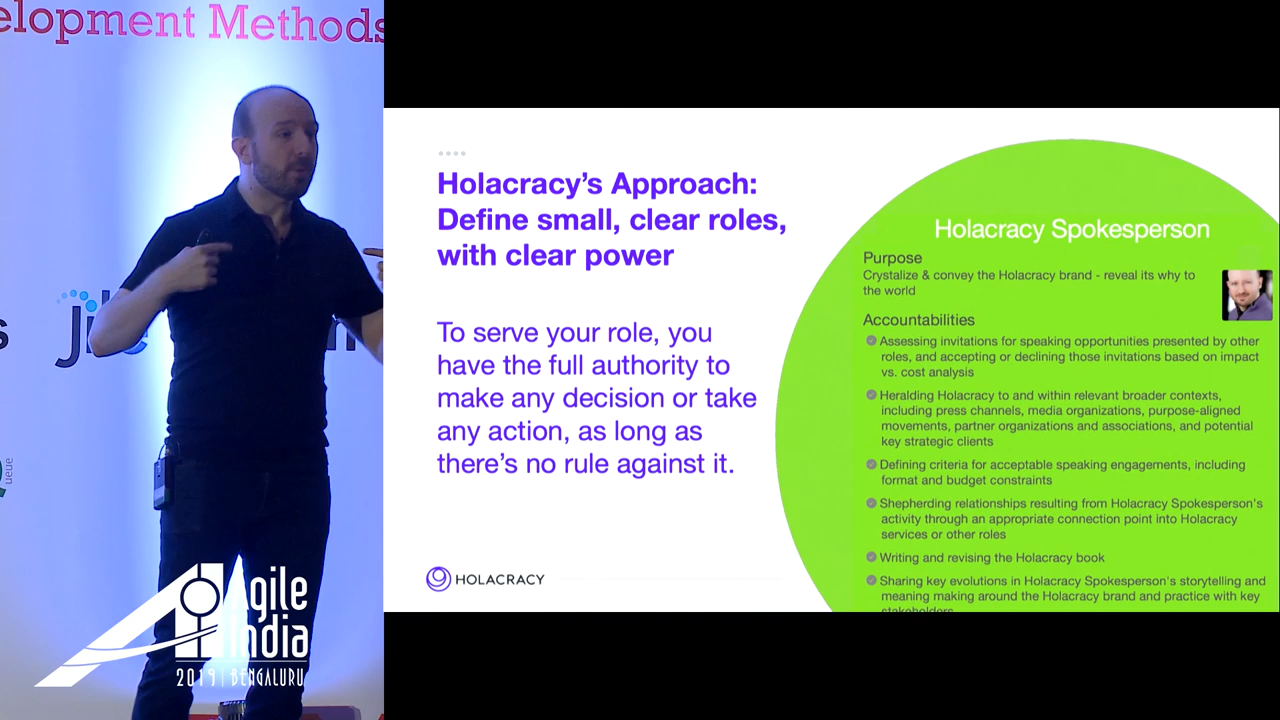 elopment Methods
Agile
India
2019 | BENGALURU
Holacracy's Approach:
Define small, clear roles,
with clear power
To serve your role, you
have the full authority to
make any decision or take
any action, as long as
there's no rule against it.
HOLACRACY
Holacracy Spokesperson
Purpose
Crystalize & convey the Holacracy brand - reveal its why to
the world
Accountabilities
Assessing invitations for speaking opportunities presented by other
roles, and accepting or declining those invitations based on impact
vs. cost analysis
Heralding Holacracy to and within relevant broader contexts,
including press channels, media organizations, purpose-aligned
movements, partner organizations and associations, and potential
key strategic clients
Defining criteria for acceptable speaking engagements, including
format and budget constraints
Shepherding relationships resulting from Holacracy Spokesperson's
activity through an appropriate connection point into Holacracy
services or other roles
Writing and revising the Holacracy book
Sharing key evolutions in Holacracy Spokesperson's storytelling and
meaning making around the Holacracy brand and practice with key
stakeholders